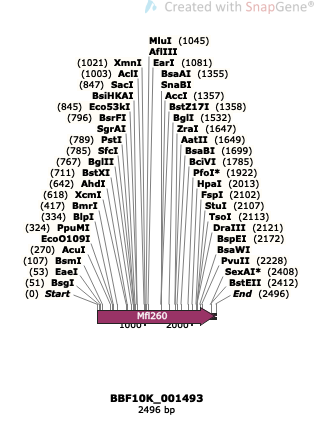 Created with SnapGene®
MluI (1045)
AflIII
(1021) XmnI EarI (1081)
(1003) AclI BsaAI (1355)
(847) SacI SnaBI
BsiHKAI AccI (1357)
(845) Eco53kI BstZ17I (1358)
(796) BsrFI BglI (1532)
SgrAI ZraI (1647)
(789) PstI AatII (1649)
(785) SfcI BsaBI (1699)
(767) BglII BciVI (1785)
(711) BstXI PfoI* (1922)
(642) AhdI HpaI (2013)
(618) XcmI FspI (2102)
(417) BmrI StuI (2107)
(334) BlpI TsoI (2113)
(324) PpuMI DraIII (2121)
EcoO109I BspEI (2172)
(270) AcuI BsaWI
(107) BsmI PvuII (2228)
(53) EaeI SexAI* (2408)
(51) BsgI BstEII (2412)
(0) Start End (2496)
Mfl260
1000 2000
BBF10K_001493
2496 bp